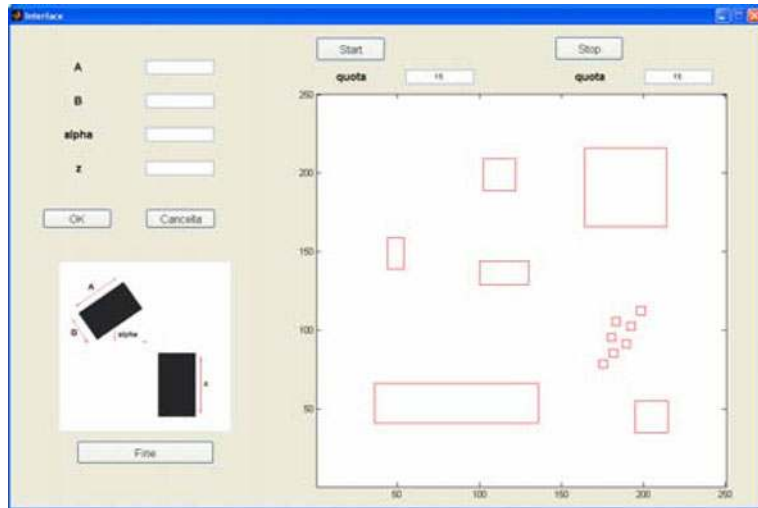 Interface
A
B
alpha
z
OK Cancella
A
B
alpha
z
Fine
Start Stop
quota 15 quota 15
250
200
150
100
50
50 100 150 200 250